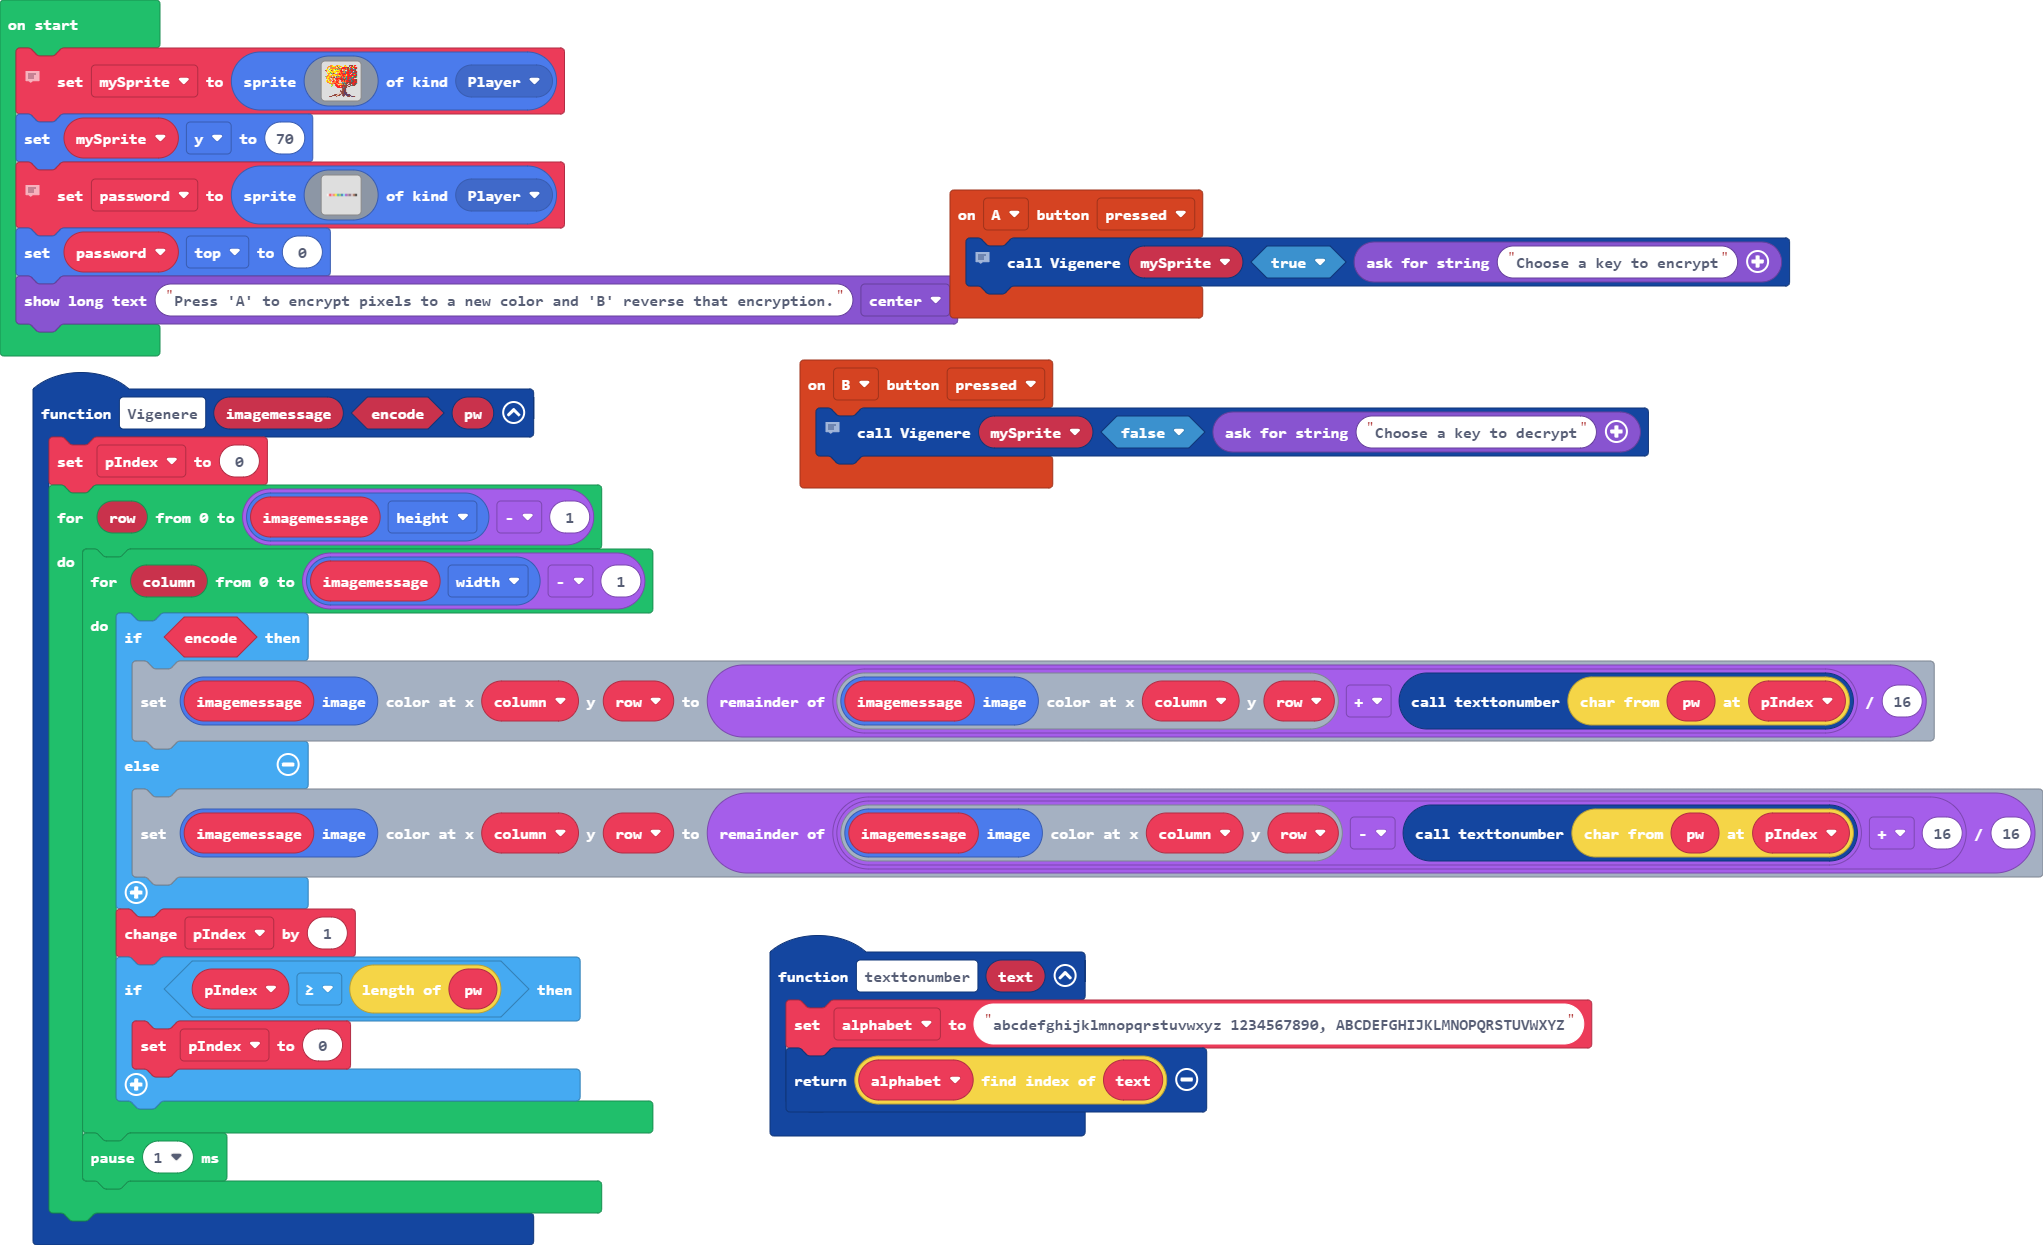 on start
set mySprite to sprite of kind Player
set mySprite y to 70
set password to sprite of kind Player
set password top to 0
show long text "Press 'A' to encrypt pixels to a new color and 'B' reverse that encryption." center
on A button pressed
call Vigenere mySprite true ask for string "Choose a key to encrypt"
on B button pressed
call Vigenere mySprite false ask for string "Choose a key to decrypt"
function Vigenere imagemessage encode pw
set pIndex to 0
for row from 0 to imagemessage height - 1
do
for column from 0 to imagemessage width - 1
do
if encode then
set imagemessage image color at x column y row to remainder of imagemessage image color at x column y row + call texttonumber char from pw at pIndex / 16
else
set imagemessage image color at x column y row to remainder of imagemessage image color at x column y row - call texttonumber char from pw at pIndex + 16 / 16
change pIndex by 1
if pIndex ≥ length of pw then
set pIndex to 0
pause 1 ms
function texttonumber text
set alphabet to "abcdefghijklmnopqrstuvwxyz 1234567890, ABCDEFGHIJKLMNOPQRSTUVWXYZ"
return alphabet find index of text